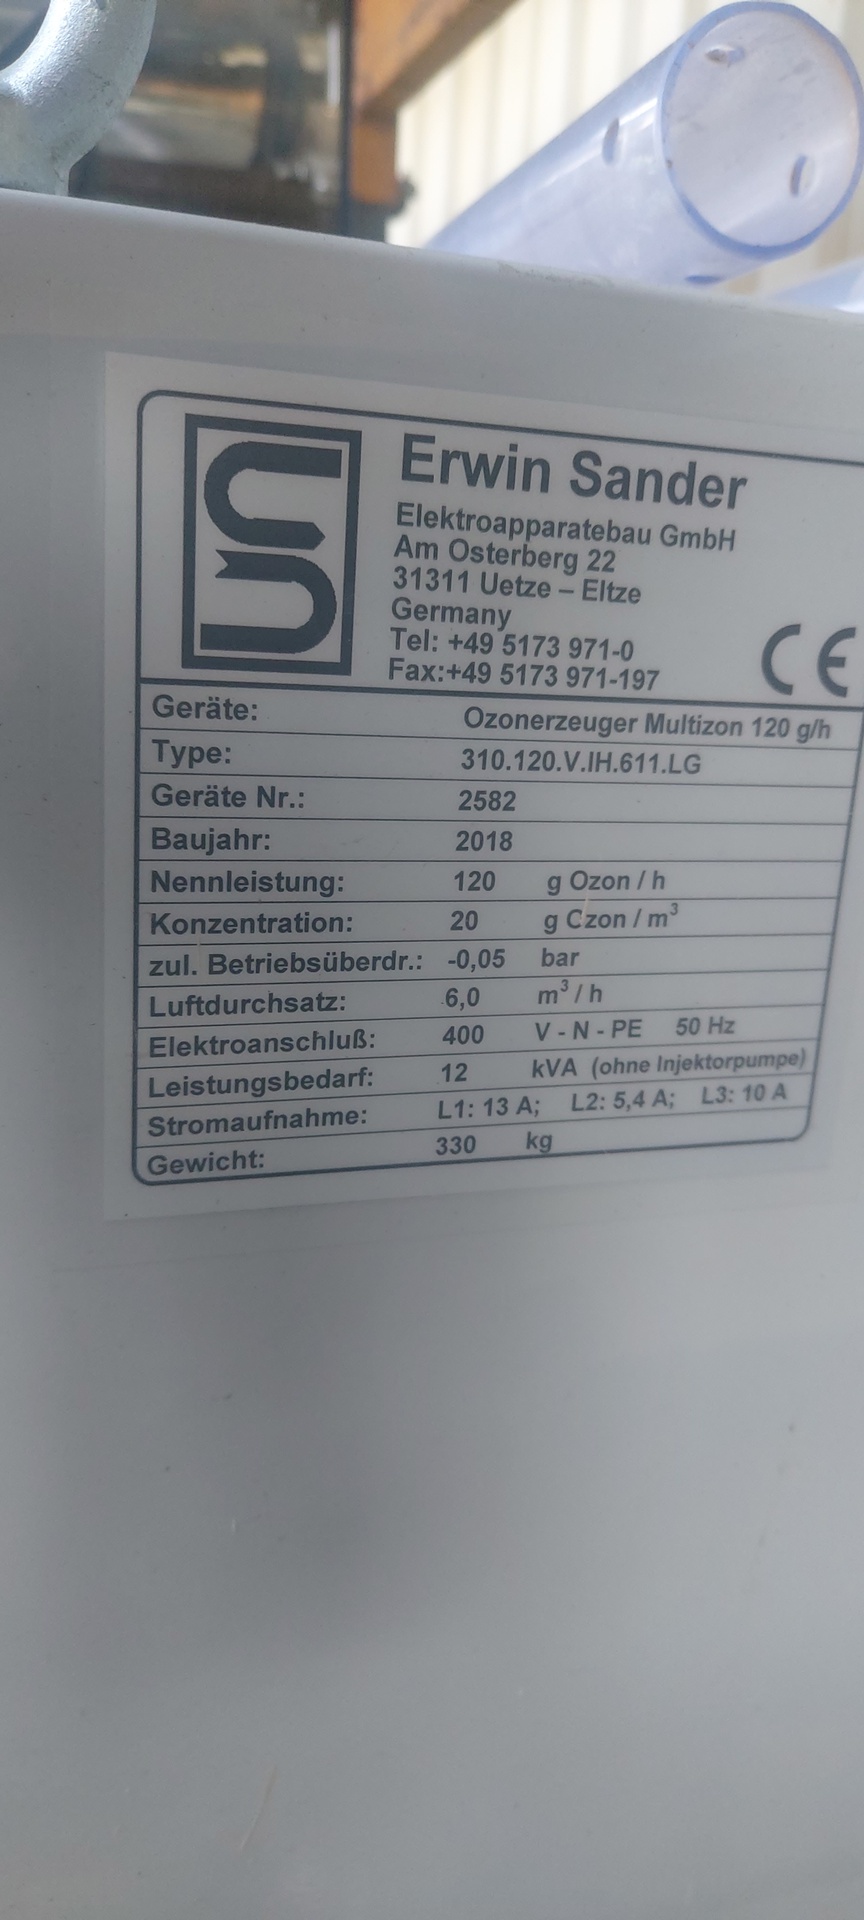 Erwin Sander
Elektroapparatebau GmbH
Am Osterberg 22
31311 Uetze – Eltze
Germany
Tel: +49 5173 971-0
Fax:+49 5173 971-197
CE
Geräte: Ozonerzeuger Multizon 120 g/h
Type: 310.120.V.IH.611.LG
Geräte Nr.: 2582
Baujahr: 2018
Nennleistung: 120 g Ozon / h
Konzentration: 20 g Ozon / m³
zul. Betriebsüberdr.: -0,05 bar
Luftdurchsatz: 6,0 m³ / h
Elektroanschluß: 400 V - N - PE 50 Hz
Leistungsbedarf: 12 kVA (ohne Injektorpumpe)
Stromaufnahme: L1: 13 A; L2: 5,4 A; L3: 10 A
Gewicht: 330 kg